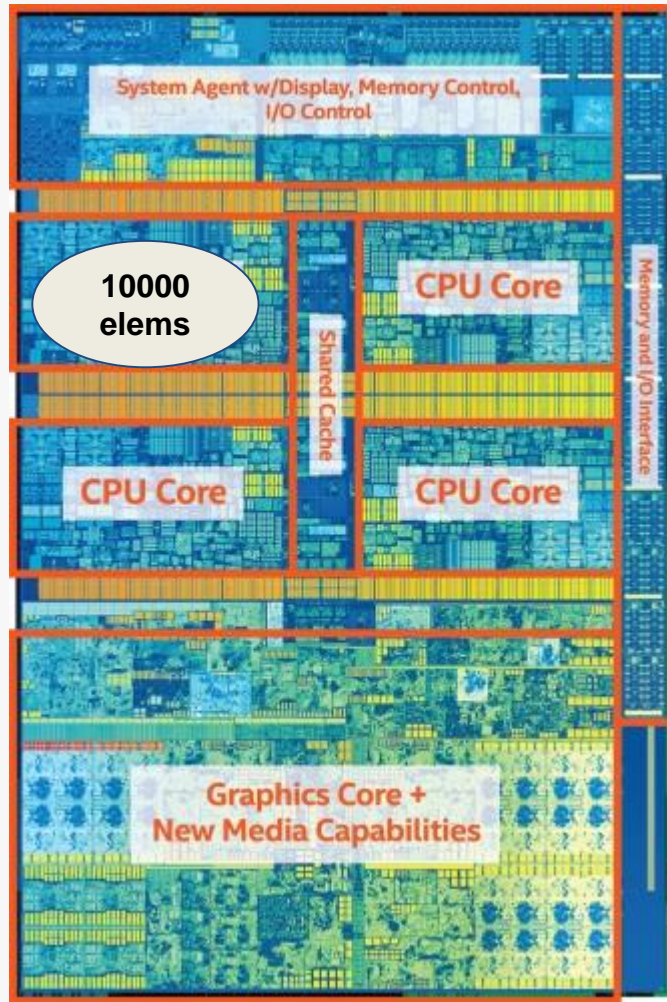 System Agent w/Display, Memory Control,
I/O Control
10000
elems
CPU Core
Shared Cache
Memory and I/O Interface
CPU Core
CPU Core
Graphics Core +
New Media Capabilities